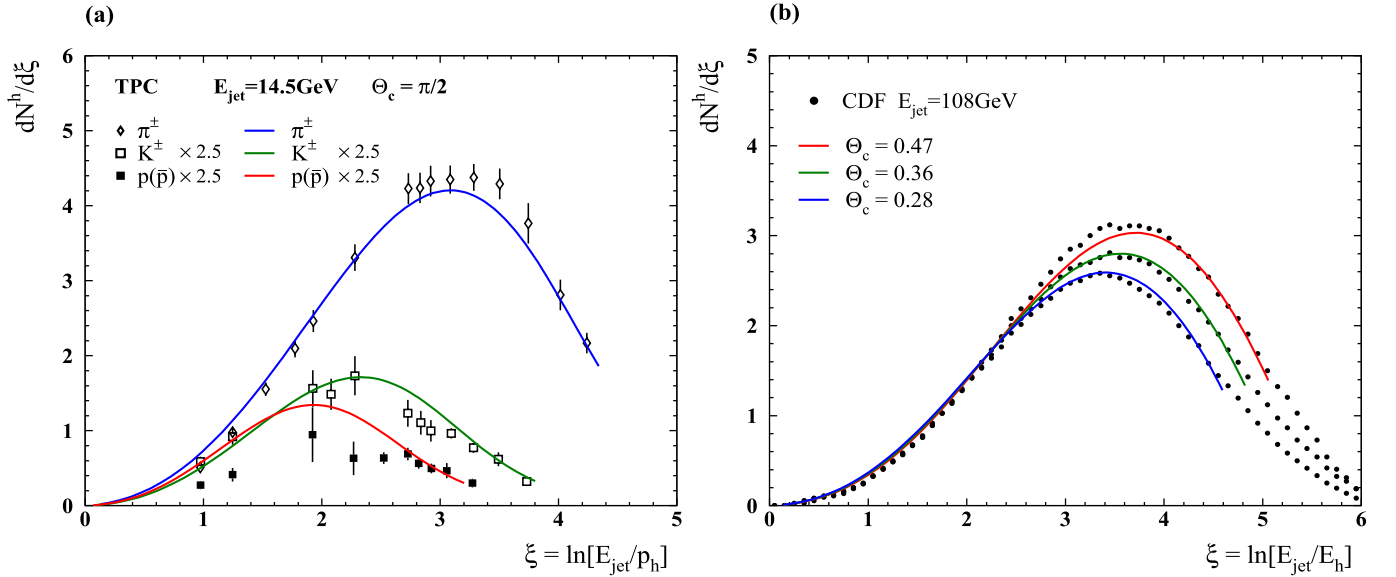 (a)
dNʰ/dξ
6
5
4
3
2
1
0
TPC E_jet=14.5GeV Θ_c = π/2
π± π±
K± ×2.5 K± ×2.5
p(p̄) ×2.5 p(p̄) ×2.5
0 1 2 3 4 5
ξ = ln[E_jet/p_h]
(b)
dNʰ/dξ
5
4
3
2
1
0
CDF E_jet=108GeV
Θ_c = 0.47
Θ_c = 0.36
Θ_c = 0.28
0 1 2 3 4 5 6
ξ = ln[E_jet/E_h]